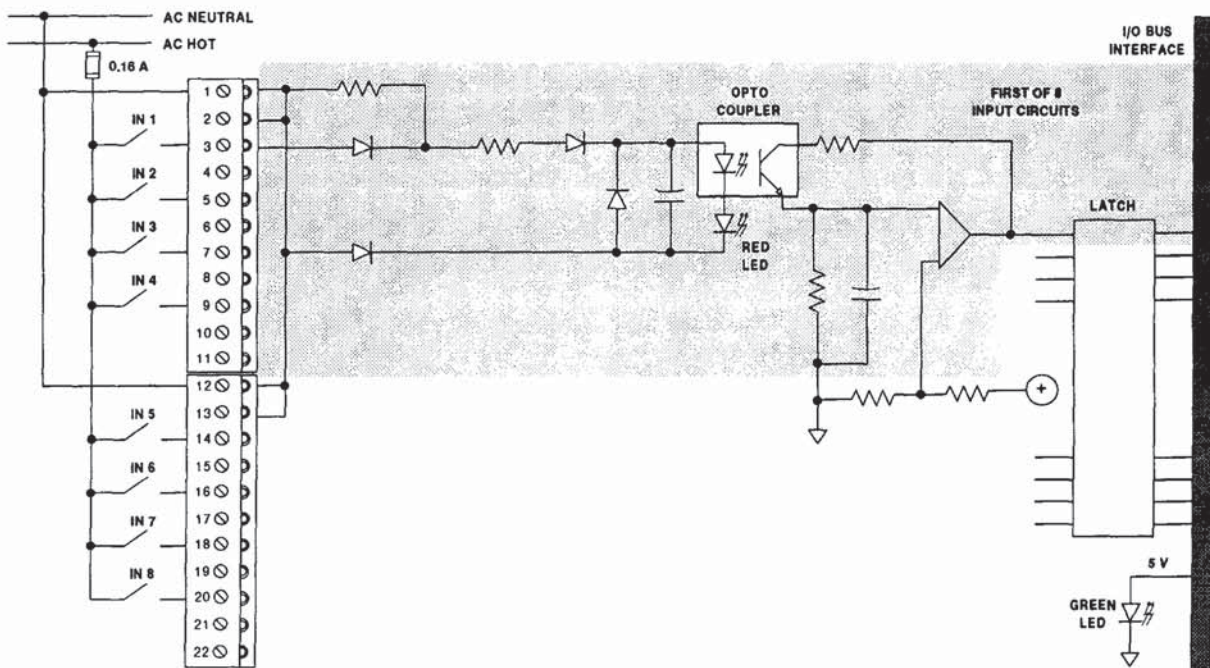 AC NEUTRAL
AC HOT
0.16 A
I/O BUS
INTERFACE
OPTO
COUPLER
FIRST OF 8
INPUT CIRCUITS
1
2
IN 1
3
4
IN 2
5
6
IN 3
7
8
IN 4
9
10
11
12
13
IN 5
14
15
IN 6
16
17
IN 7
18
19
IN 8
20
21
22
RED
LED
LATCH
+
5 V
GREEN
LED